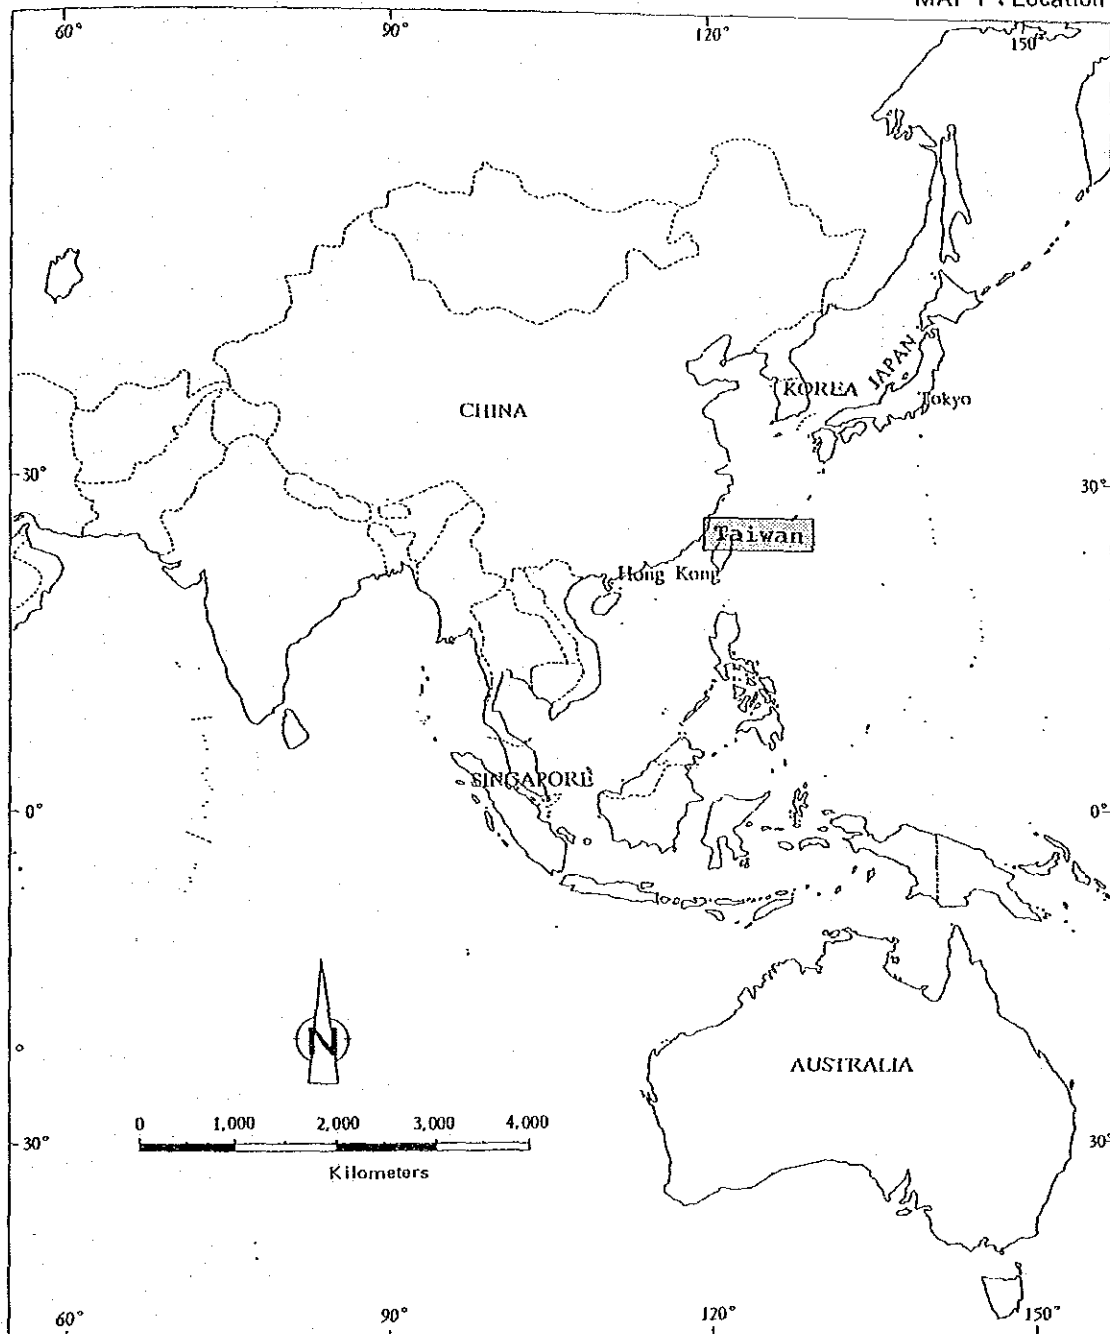 MAP 1 : Location
60° 90° 120° 150°
JAPAN
KOREA
CHINA
Tokyo
30° 30°
Taiwan
Hong Kong
SINGAPORE
0° 0°
N
AUSTRALIA
0 1,000 2,000 3,000 4,000
30° 30°
Kilometers
60° 90° 120° 150°